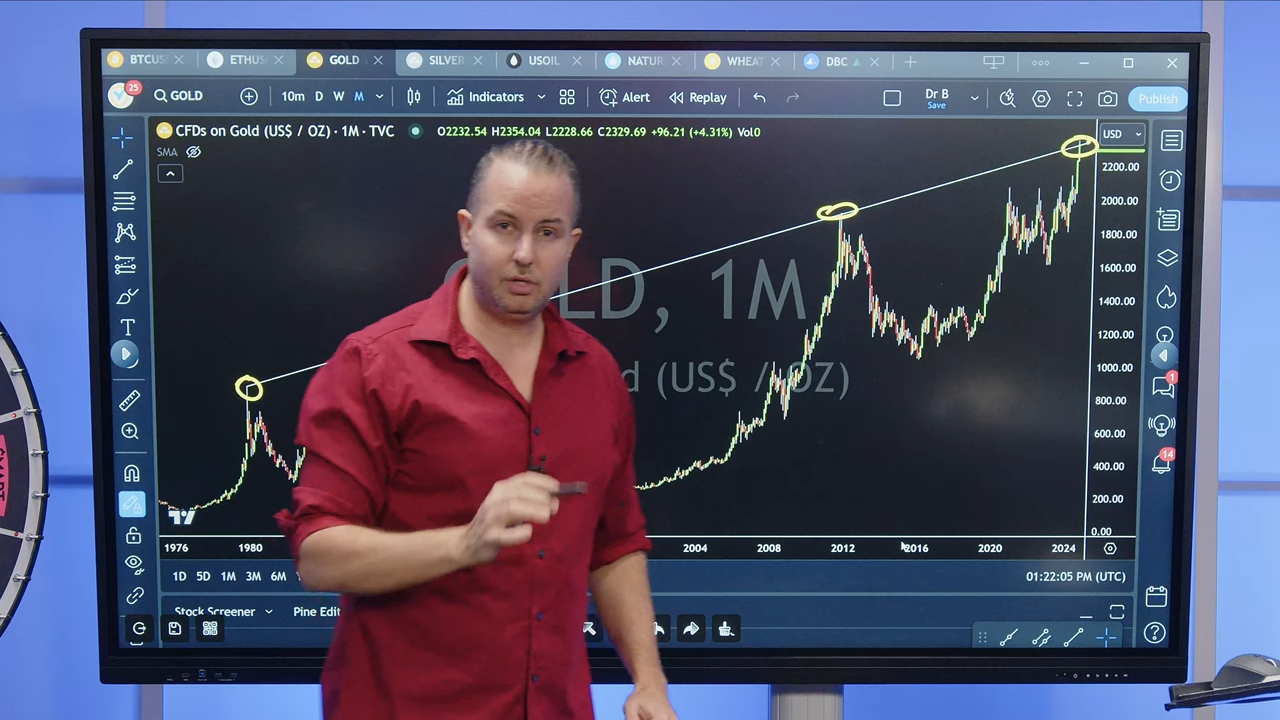 BTCUS ETHUS GOLD SILVER USOIL NATUR WHEAT DBC
25 GOLD 10m D W M Indicators Alert Replay Dr B Save Publish
CFDs on Gold (US$ / OZ) · 1M · TVC O2232.54 H2354.04 L2228.66 C2329.69 +96.21 (+4.31%) Vol0
USD
SMA
2200.00
2000.00
1800.00
1600.00
LD, 1M
1400.00
1200.00
1000.00
d (US$ / OZ)
1
800.00
600.00
400.00
14
200.00
0.00
T
MART
1976 1980 2004 2008 2012 2016 2020 2024
1D 5D 1M 3M 6M 01:22:05 PM (UTC)
Stock Screener Pine Edit